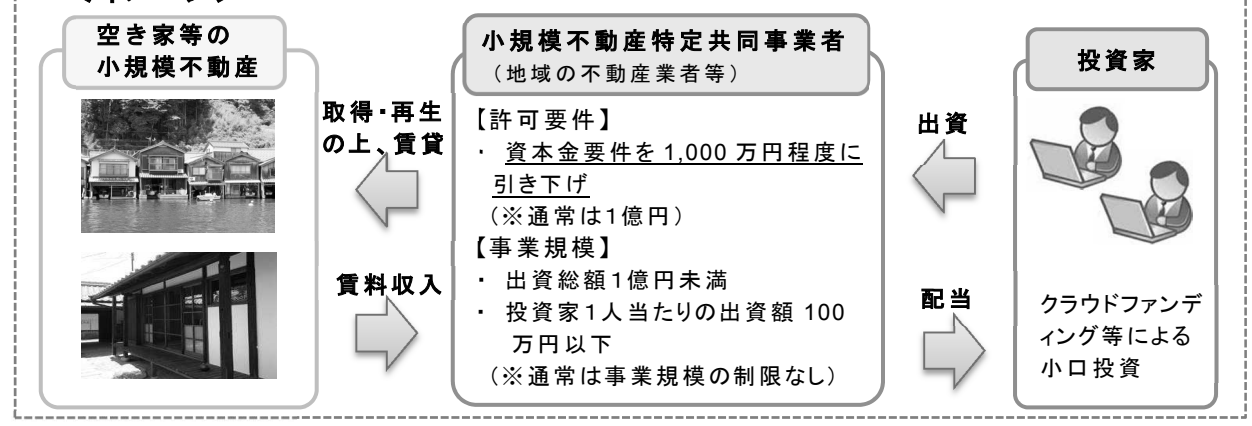 空き家等の
小規模不動産
取得・再生
の上、賃貸
賃料収入
小規模不動産特定共同事業者
（地域の不動産業者等）
【許可要件】
・ 資本金要件を 1,000 万円程度に
引き下げ
（※通常は1億円）
【事業規模】
・ 出資総額1億円未満
・ 投資家1人当たりの出資額 100
万円以下
（※通常は事業規模の制限なし）
出資
配当
投資家
クラウドファンデ
ィング等による
小口投資